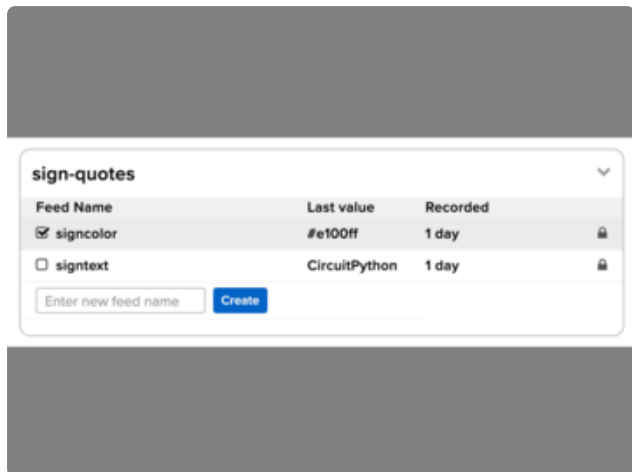 sign-quotes
Feed Name Last value Recorded
signcolor #e100ff 1 day
signtext CircuitPython 1 day
Enter new feed name Create